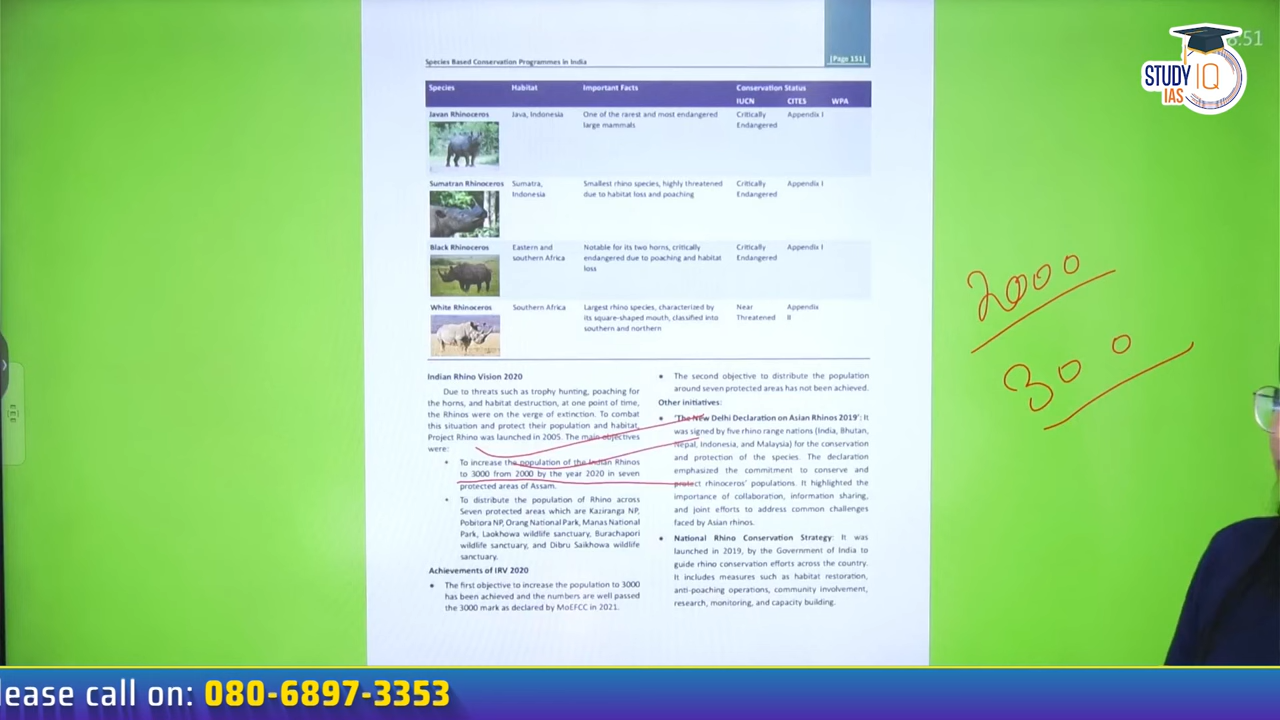 Species Based Conservation Programmes in India
[Page 151]
8.51
STUDY IQ
IAS
Species Habitat Important Facts Conservation Status
IUCN CITES WPA
Javan Rhinoceros Java, Indonesia One of the rarest and most endangered Critically Appendix I
large mammals Endangered
Sumatran Rhinoceros Sumatra, Smallest rhino species, highly threatened Critically Appendix I
Indonesia due to habitat loss and poaching Endangered
Black Rhinoceros Eastern and Notable for its two horns, critically Critically Appendix I
southern Africa endangered due to poaching and habitat Endangered
loss
White Rhinoceros Southern Africa Largest rhino species, characterized by Near Appendix
its square-shaped mouth, classified into Threatened II
southern and northern
Indian Rhino Vision 2020
Due to threats such as trophy hunting, poaching for
the horns, and habitat destruction, at one point of time,
the Rhinos were on the verge of extinction. To combat
this situation and protect their population and habitat,
Project Rhino was launched in 2005. The main objectives
were:
• To increase the population of the Indian Rhinos
to 3000 from 2000 by the year 2020 in seven
protected areas of Assam.
• To distribute the population of Rhino across
Seven protected areas which are Kaziranga NP,
Pobitora NP, Orang National Park, Manas National
Park, Laokhowa wildlife sanctuary, Burachapori
wildlife sanctuary, and Dibru Saikhowa wildlife
sanctuary.
Achievements of IRV 2020
• The first objective to increase the population to 3000
has been achieved and the numbers are well passed
the 3000 mark as declared by MoEFCC in 2021.
• The second objective to distribute the population
around seven protected areas has not been achieved.
Other initiatives:
• 'The New Delhi Declaration on Asian Rhinos 2019': It
was signed by five rhino range nations (India, Bhutan,
Nepal, Indonesia, and Malaysia) for the conservation
and protection of the species. The declaration
emphasized the commitment to conserve and
protect rhinoceros' populations. It highlighted the
importance of collaboration, information sharing,
and joint efforts to address common challenges
faced by Asian rhinos.
• National Rhino Conservation Strategy: It was
launched in 2019, by the Government of India to
guide rhino conservation efforts across the country.
It includes measures such as habitat restoration,
anti-poaching operations, community involvement,
research, monitoring, and capacity building.
2000
300
lease call on: 080-6897-3353